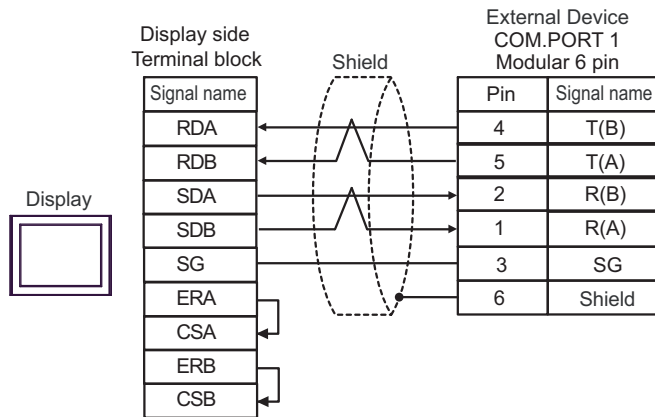 Display side
Terminal block
Shield
External Device
COM.PORT 1
Modular 6 pin
Display
Signal name
Pin
Signal name
RDA
4
T(B)
RDB
5
T(A)
SDA
2
R(B)
SDB
1
R(A)
SG
3
SG
ERA
6
Shield
CSA
ERB
CSB